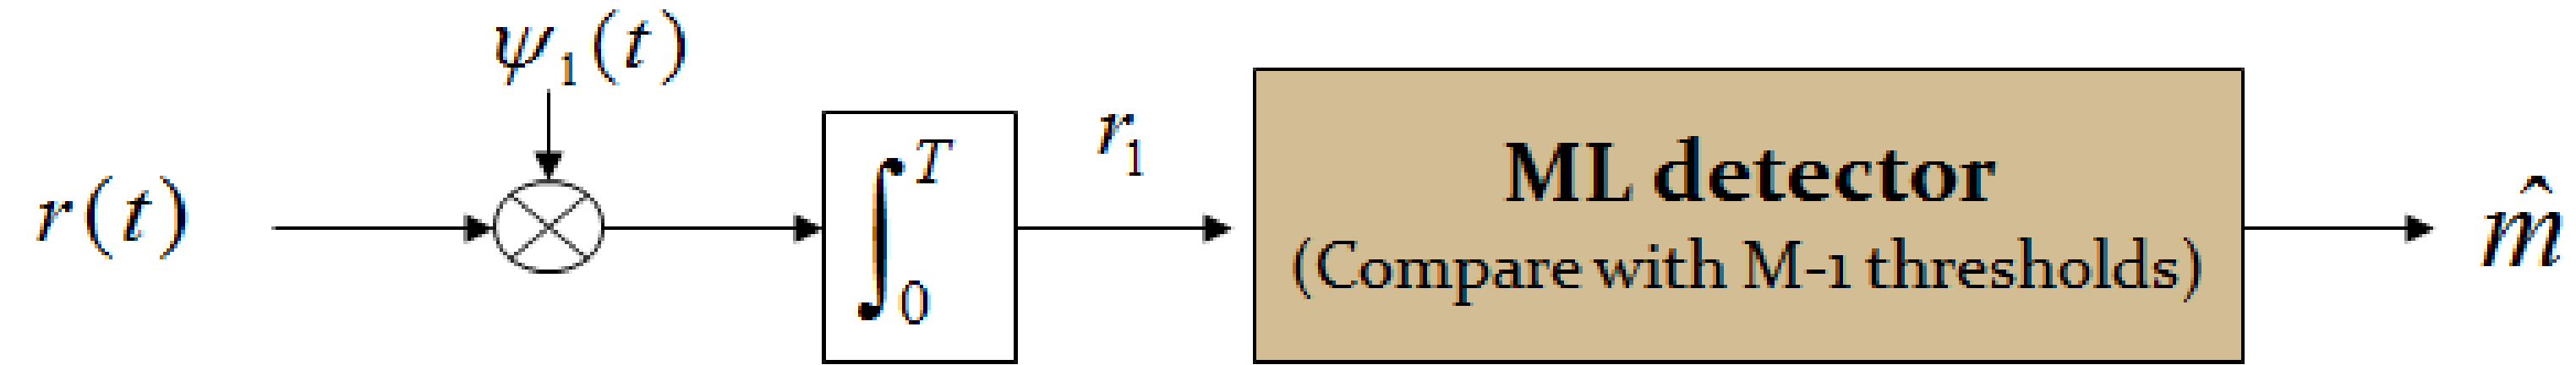 ψ₁(t)
r(t)
∫₀ᵀ
r₁
ML detector
(Compare with M-1 thresholds)
m̂